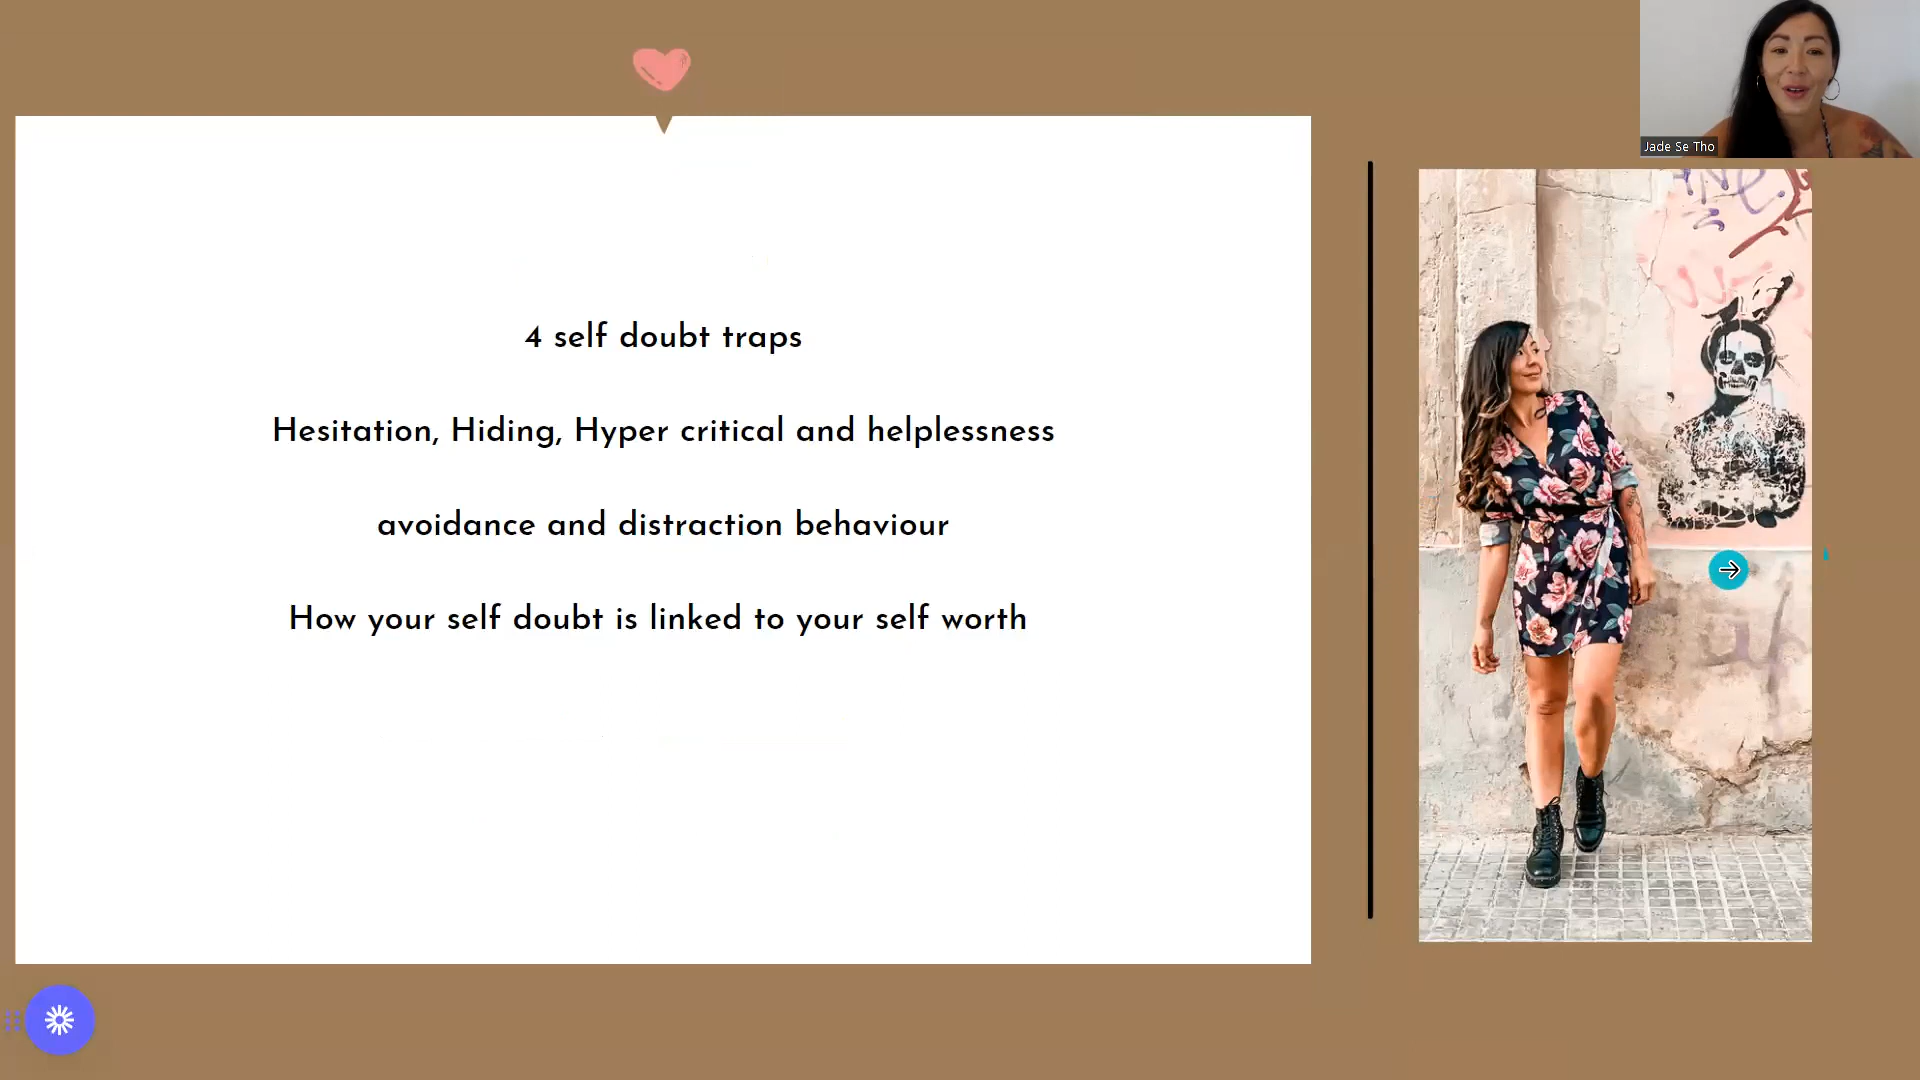 4 self doubt traps
Hesitation, Hiding, Hyper critical and helplessness
avoidance and distraction behaviour
How your self doubt is linked to your self worth
Jade Se Tho